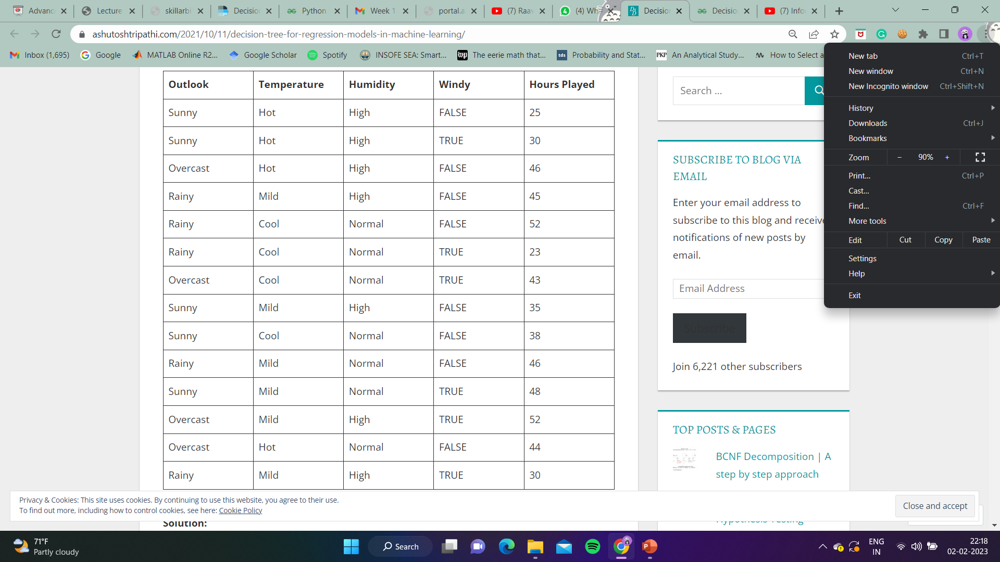 Advanc
Lecture
skillarbi
Decision
Python
Week 1
portal.a
(7) Raav
(4) Wh
Decision
Decision
(7) Info
ashutoshtripathi.com/2021/10/11/decision-tree-for-regression-models-in-machine-learning/
Inbox (1,695)
Google
MATLAB Online R2...
Google Scholar
Spotify
INSOFE SEA: Smart...
The eerie math that...
tds Probability and Stat...
PKP An Analytical Study...
How to Select a
Outlook Temperature Humidity Windy Hours Played
Sunny Hot High FALSE 25
Sunny Hot High TRUE 30
Overcast Hot High FALSE 46
Rainy Mild High FALSE 45
Rainy Cool Normal FALSE 52
Rainy Cool Normal TRUE 23
Overcast Cool Normal TRUE 43
Sunny Mild High FALSE 35
Sunny Cool Normal FALSE 38
Rainy Mild Normal FALSE 46
Sunny Mild Normal TRUE 48
Overcast Mild High TRUE 52
Overcast Hot Normal FALSE 44
Rainy Mild High TRUE 30
Solution:
Search ...
SUBSCRIBE TO BLOG VIA
EMAIL
Enter your email address to
subscribe to this blog and receive
notifications of new posts by
email.
Email Address
Subscribe
Join 6,221 other subscribers
TOP POSTS & PAGES
BCNF Decomposition | A
step by step approach
Hypothesis Testing
New tab Ctrl+T
New window Ctrl+N
New Incognito window Ctrl+Shift+N
History
Downloads Ctrl+J
Bookmarks
Zoom − 90% +
Print... Ctrl+P
Cast...
Find... Ctrl+F
More tools
Edit Cut Copy Paste
Settings
Help
Exit
Privacy & Cookies: This site uses cookies. By continuing to use this website, you agree to their use.
To find out more, including how to control cookies, see here: Cookie Policy
Close and accept
71°F
Partly cloudy
Search
ENG
IN
22:18
02-02-2023